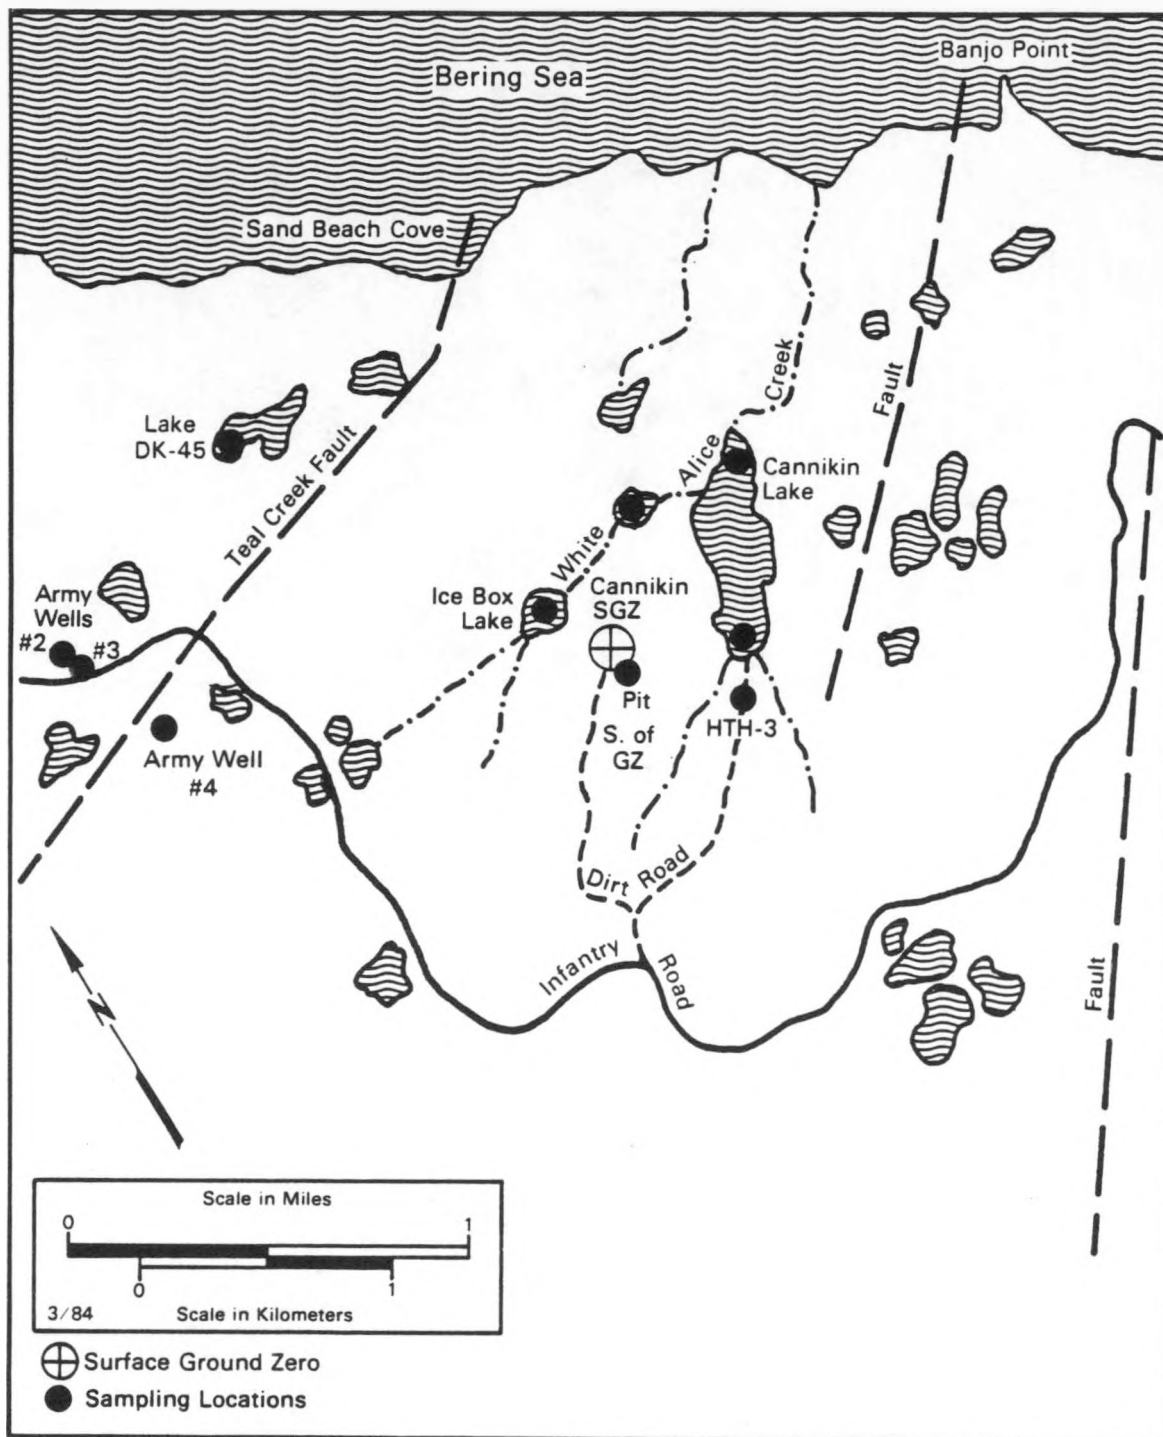 Banjo Point
Bering Sea
Sand Beach Cove
Creek
Fault
Lake
DK-45
Alice
Cannikin
Lake
Teal Creek Fault
White
Cannikin
SGZ
Ice Box
Lake
Army
Wells
#2
#3
Pit
HTH-3
S. of
GZ
Army Well
#4
Dirt Road
Infantry Road
Fault
N
Scale in Miles
0 1
0 1
3/84 Scale in Kilometers
Surface Ground Zero
Sampling Locations